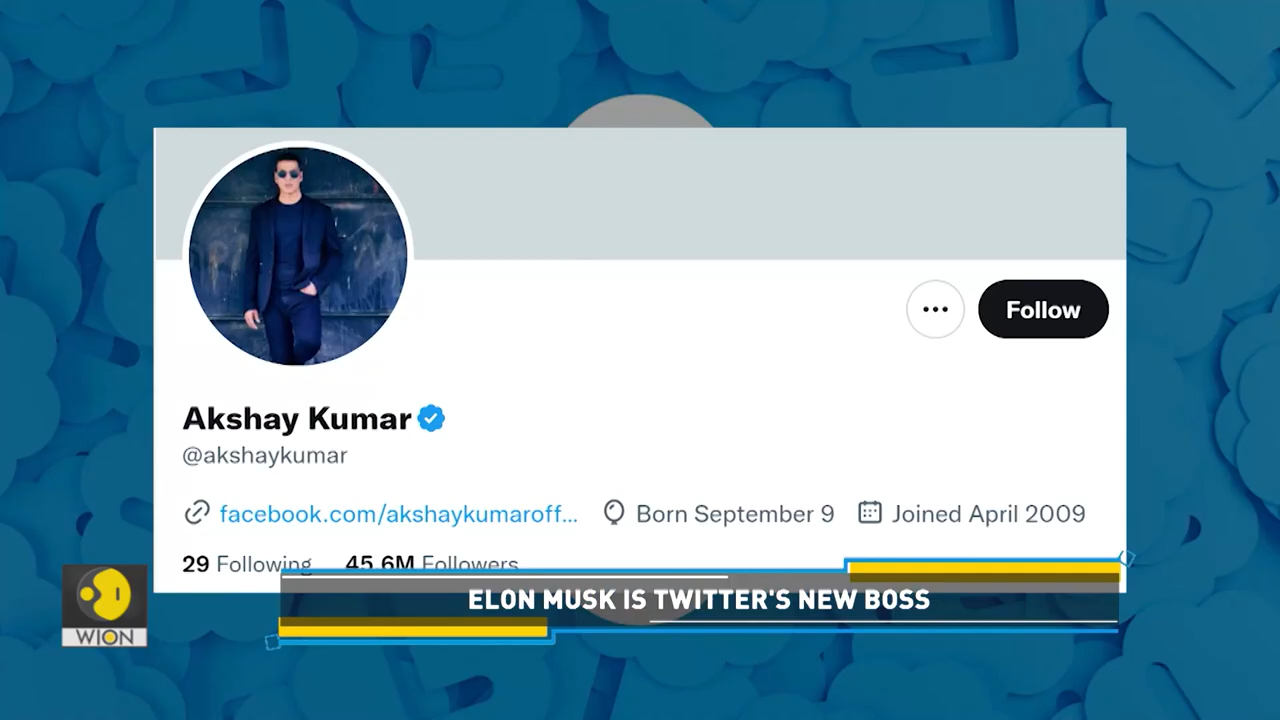 Follow
Akshay Kumar
@akshaykumar
facebook.com/akshaykumaroff... Born September 9 Joined April 2009
29 Following 45.6M Followers
ELON MUSK IS TWITTER'S NEW BOSS
WION